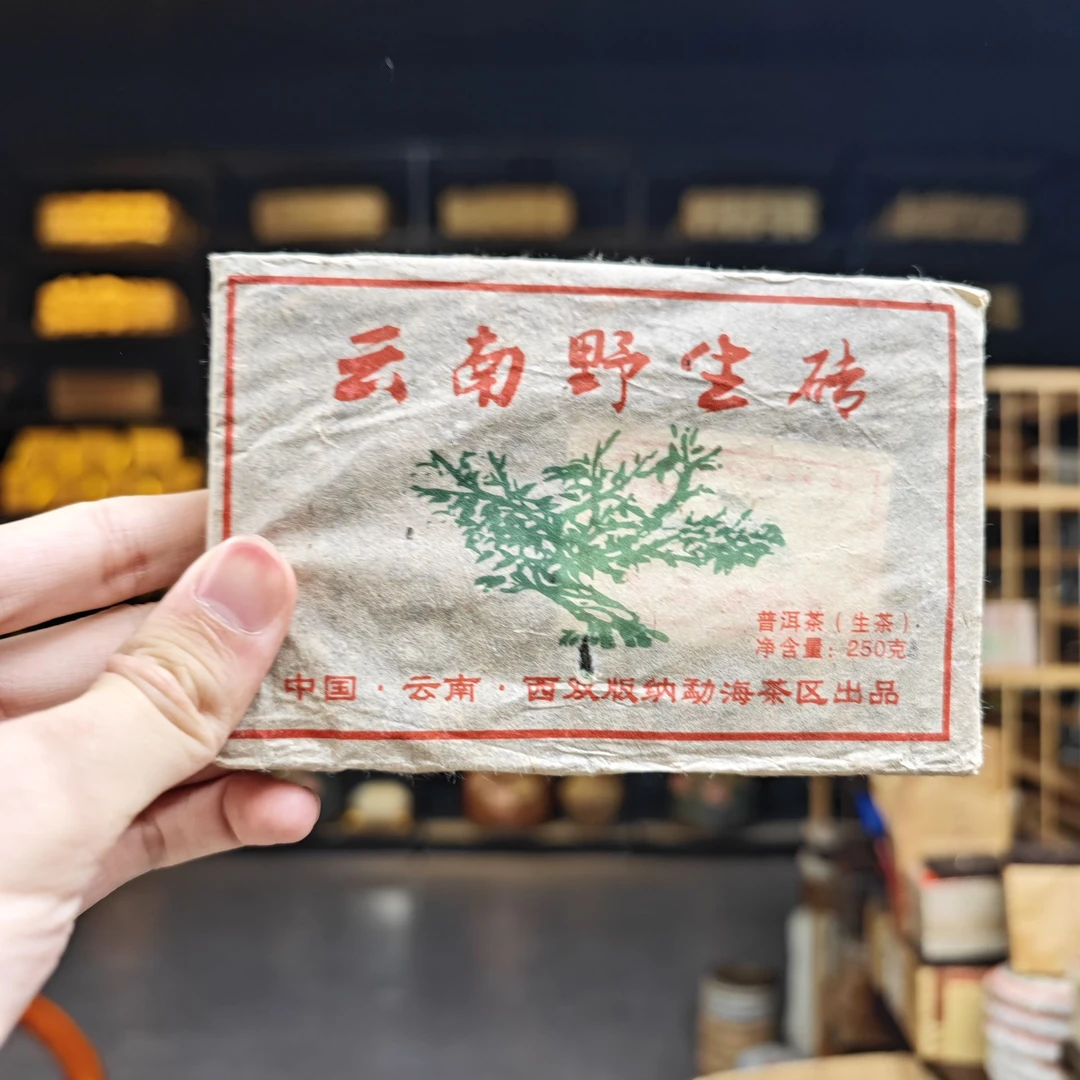 云南野生砖
普洱茶（生茶）
净含量：250克
中国·云南·西双版纳勐海茶区出品